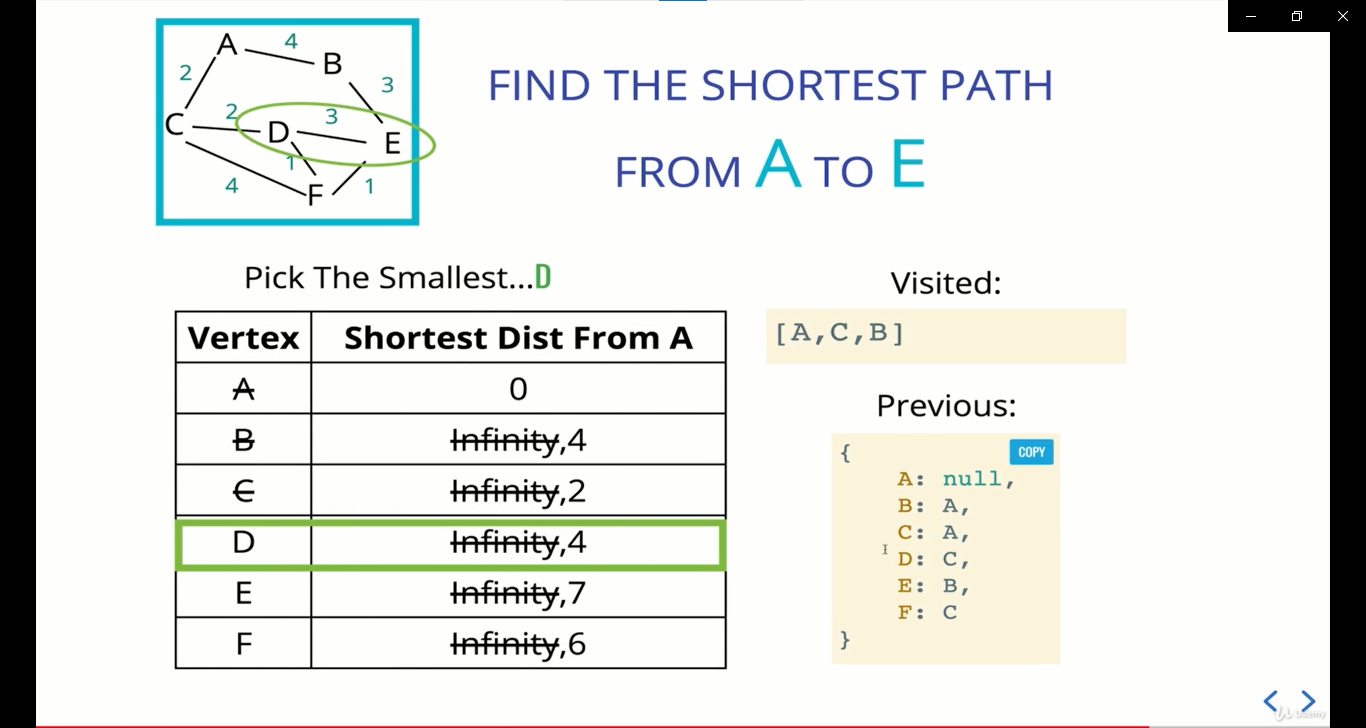 A 4 B
2 3
C 2 D 3 E
1
4 F 1
FIND THE SHORTEST PATH
FROM A TO E
Pick The Smallest...D
Vertex Shortest Dist From A
A 0
B Infinity,4
C Infinity,2
D Infinity,4
E Infinity,7
F Infinity,6
Visited:
[A,C,B]
Previous:
{
COPY
A: null,
B: A,
C: A,
D: C,
E: B,
F: C
}
Udemy